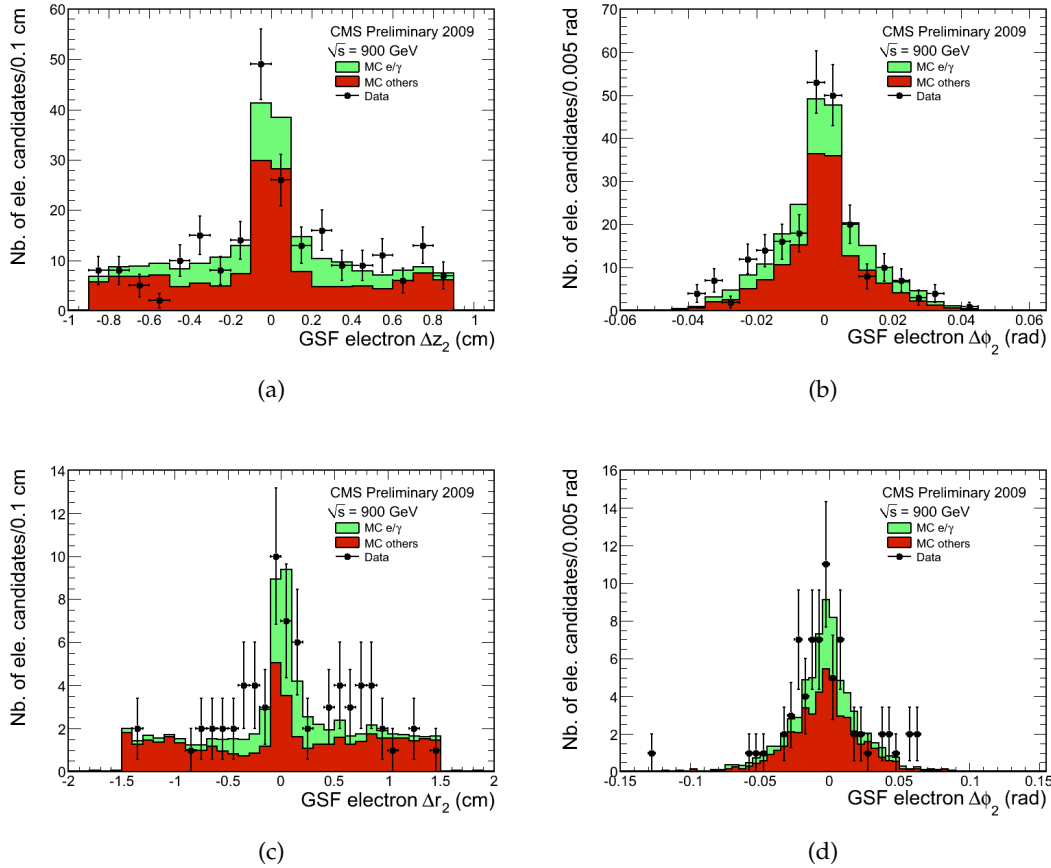 Nb. of ele. candidates/0.1 cm
60
50
40
30
20
10
0
CMS Preliminary 2009
√s = 900 GeV
MC e/γ
MC others
Data
-1 -0.8 -0.6 -0.4 -0.2 0 0.2 0.4 0.6 0.8 1
GSF electron Δz₂ (cm)
(a)
Nb. of ele. candidates/0.005 rad
70
60
50
40
30
20
10
0
CMS Preliminary 2009
√s = 900 GeV
MC e/γ
MC others
Data
-0.06 -0.04 -0.02 0 0.02 0.04 0.06
GSF electron Δϕ₂ (rad)
(b)
Nb. of ele. candidates/0.1 cm
14
12
10
8
6
4
2
0
CMS Preliminary 2009
√s = 900 GeV
MC e/γ
MC others
Data
-2 -1.5 -1 -0.5 0 0.5 1 1.5 2
GSF electron Δr₂ (cm)
(c)
Nb. of ele. candidates/0.005 rad
16
14
12
10
8
6
4
2
0
CMS Preliminary 2009
√s = 900 GeV
MC e/γ
MC others
Data
-0.15 -0.1 -0.05 0 0.05 0.1 0.15
GSF electron Δϕ₂ (rad)
(d)